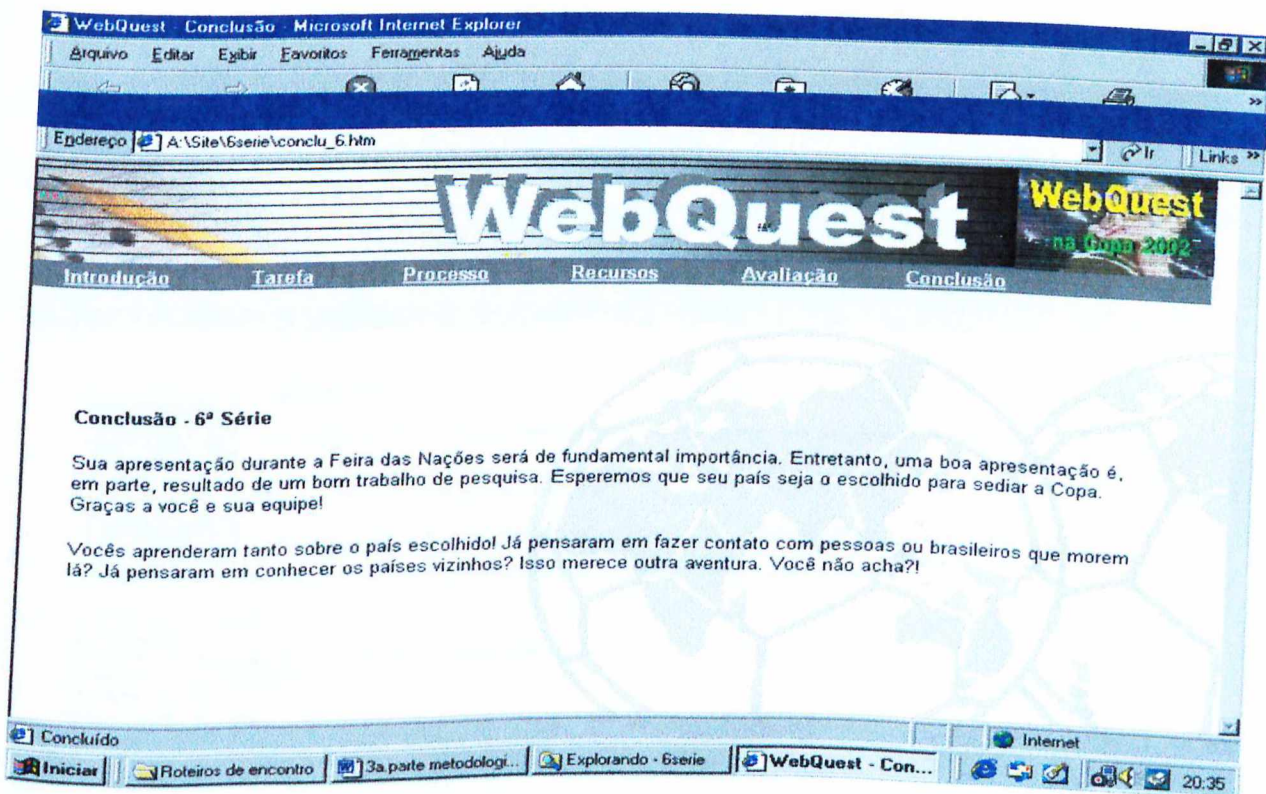 WebQuest - Conclusão - Microsoft Internet Explorer
Arquivo Editar Exibir Favoritos Ferramentas Ajuda
Endereço A:\Site\6serie\conclu_6.htm Ir Links »
WebQuest
WebQuest
na Copa 2002
Introdução Tarefa Processo Recursos Avaliação Conclusão
Conclusão - 6ª Série
Sua apresentação durante a Feira das Nações será de fundamental importância. Entretanto, uma boa apresentação é,
em parte, resultado de um bom trabalho de pesquisa. Esperemos que seu país seja o escolhido para sediar a Copa.
Graças a você e sua equipe!
Vocês aprenderam tanto sobre o país escolhido! Já pensaram em fazer contato com pessoas ou brasileiros que morem
lá? Já pensaram em conhecer os países vizinhos? Isso merece outra aventura. Você não acha?!
Concluído Internet
Iniciar Roteiros de encontro 3a.parte metodologi... Explorando - 6serie WebQuest - Con... 20:35